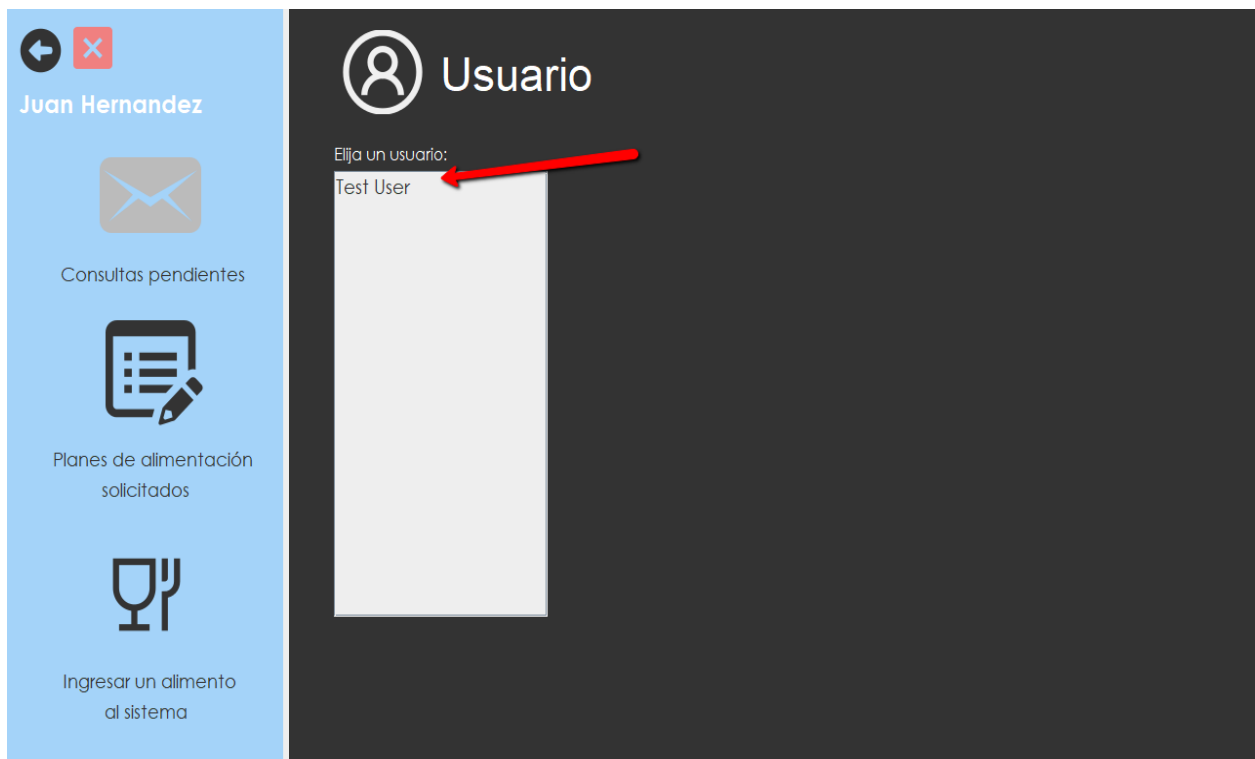 Juan Hernandez
Consultas pendientes
Planes de alimentación
solicitados
Ingresar un alimento
al sistema
Usuario
Elija un usuario:
Test User